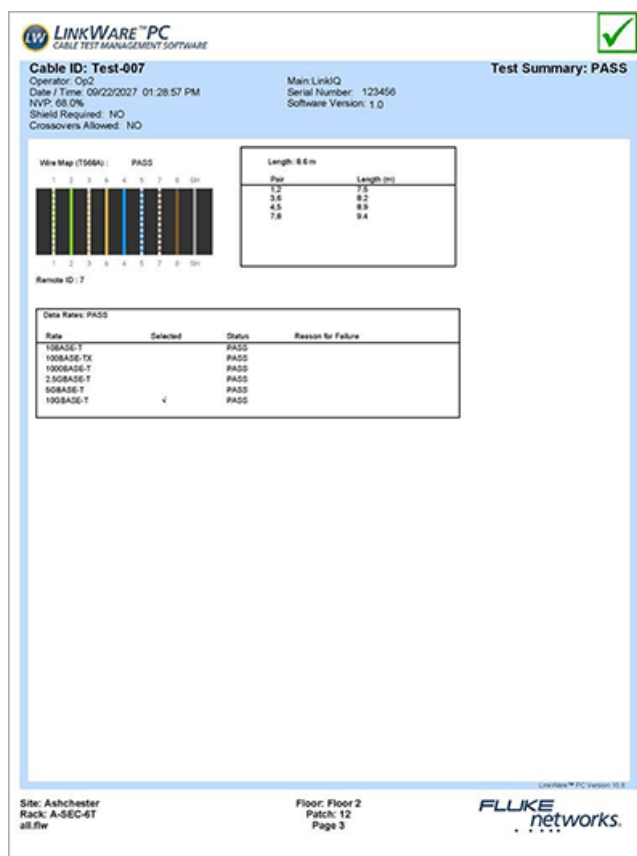 LW LINKWARE™PC
CABLE TEST MANAGEMENT SOFTWARE
Cable ID: Test-007
Test Summary: PASS
Operator: Op2
Date / Time: 09/22/2027 01:28:57 PM
NVP: 68.0%
Shield Required: NO
Crossovers Allowed: NO
Main:LinkIQ
Serial Number: 123456
Software Version: 1.0
Wire Map (T568A) : PASS
1 2 3 6 4 5 7 8 SH
1 2 3 6 4 5 7 8 SH
Remote ID : 7
Length: 8.6 m
Pair Length (m)
1,2 7.5
3,6 8.2
4,5 8.9
7,8 9.4
Data Rates: PASS
Rate Selected Status Reason for Failure
10BASE-T PASS
100BASE-TX PASS
1000BASE-T PASS
2.5GBASE-T PASS
5GBASE-T PASS
10GBASE-T √ PASS
LinkWare™ PC Version 10.8
Site: Ashchester
Rack: A-SEC-6T
all.flw
Floor: Floor 2
Patch: 12
Page 3
FLUKE
networks.